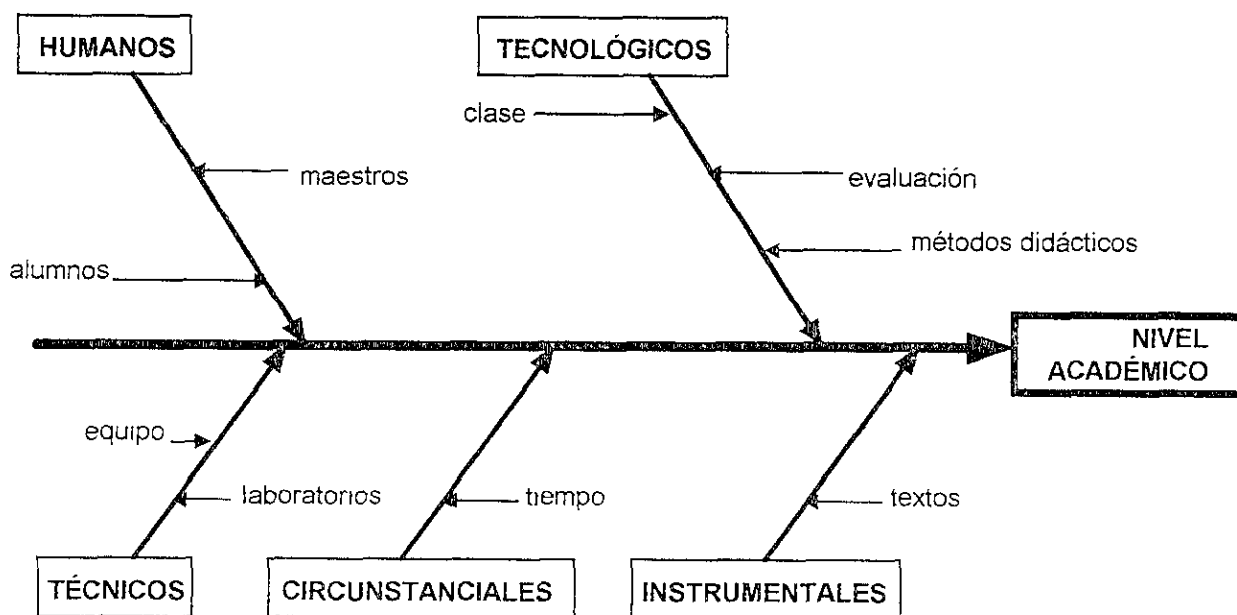 HUMANOS
TECNOLÓGICOS
clase
maestros
evaluación
métodos didácticos
alumnos
NIVEL
ACADÉMICO
equipo
laboratorios
tiempo
textos
TÉCNICOS
CIRCUNSTANCIALES
INSTRUMENTALES